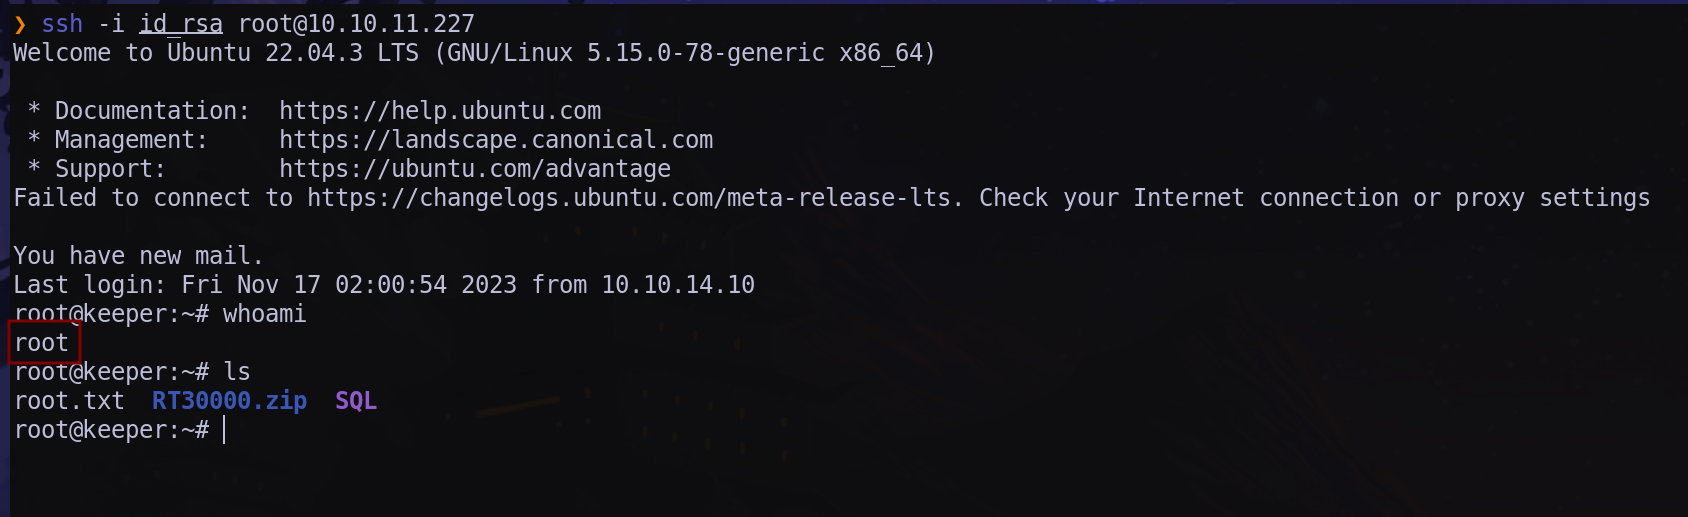 ❯ ssh -i id_rsa root@10.10.11.227
Welcome to Ubuntu 22.04.3 LTS (GNU/Linux 5.15.0-78-generic x86_64)
* Documentation:  https://help.ubuntu.com
* Management:     https://landscape.canonical.com
* Support:        https://ubuntu.com/advantage
Failed to connect to https://changelogs.ubuntu.com/meta-release-lts. Check your Internet connection or proxy settings
You have new mail.
Last login: Fri Nov 17 02:00:54 2023 from 10.10.14.10
root@keeper:~# whoami
root
root@keeper:~# ls
root.txt  RT30000.zip  SQL
root@keeper:~#